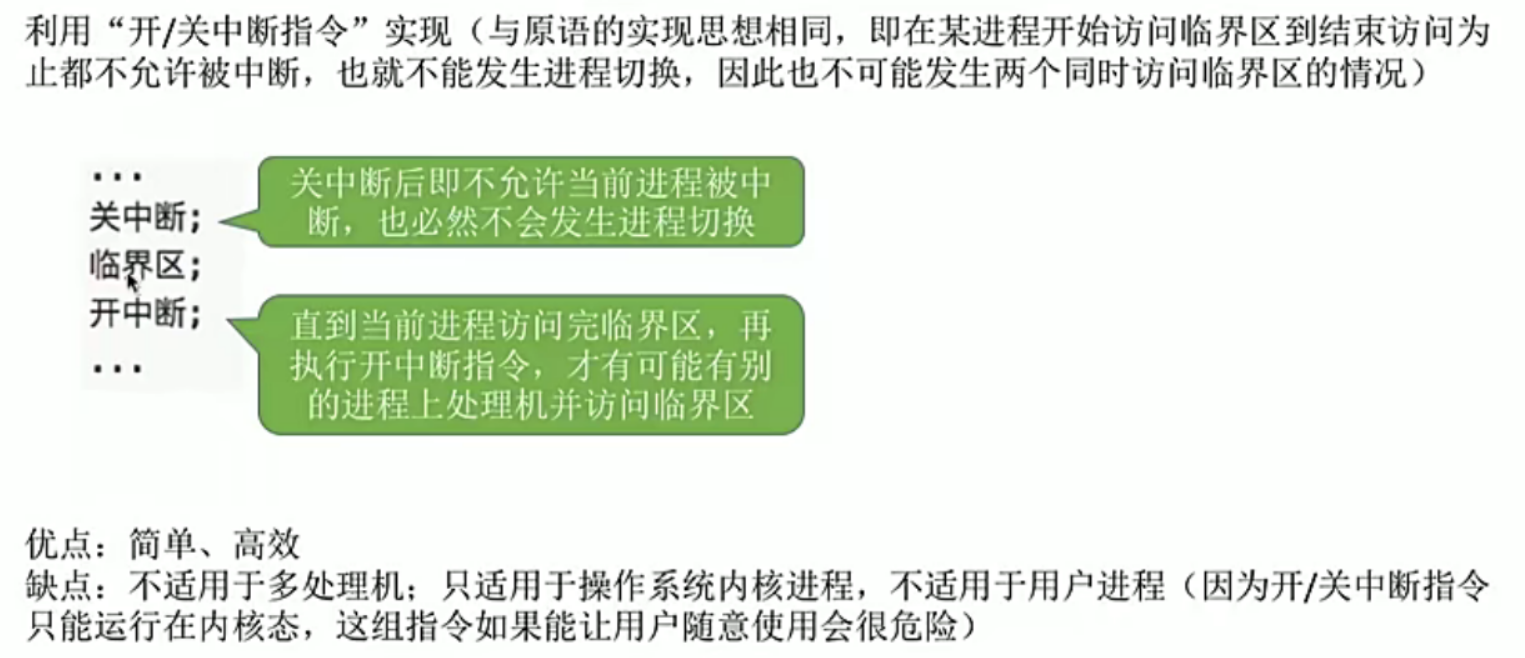 利用“开/关中断指令”实现（与原语的实现思想相同，即在某进程开始访问临界区到结束访问为
止都不允许被中断，也就不能发生进程切换，因此也不可能发生两个同时访问临界区的情况）
...
关中断;
关中断后即不允许当前进程被中
断，也必然不会发生进程切换
临界区;
开中断;
直到当前进程访问完临界区，再
执行开中断指令，才有可能有别
的进程上处理机并访问临界区
...
优点：简单、高效
缺点：不适用于多处理机；只适用于操作系统内核进程，不适用于用户进程（因为开/关中断指令
只能运行在内核态，这组指令如果能让用户随意使用会很危险）